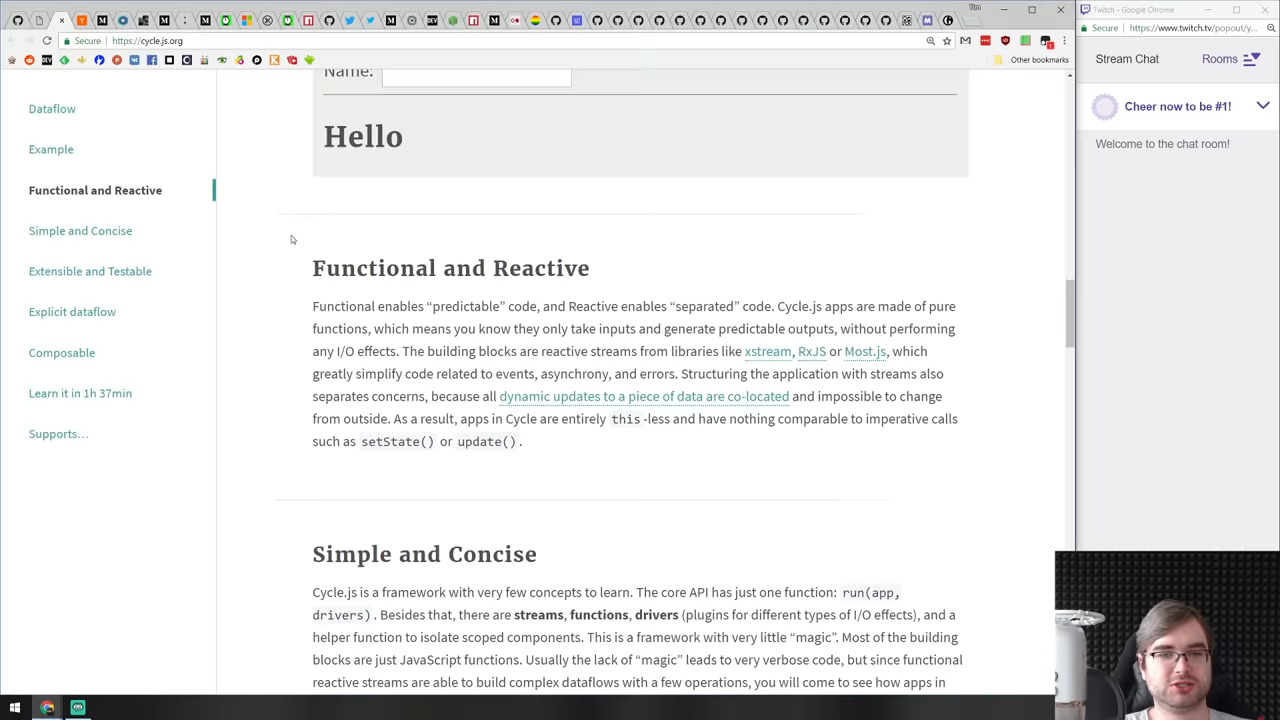 Tim
Secure
https://cycle.js.org
Other bookmarks
Twitch - Google Chrome
Secure
https://www.twitch.tv/popout/y...
Stream Chat
Rooms
Cheer now to be #1!
Welcome to the chat room!
Dataflow
Example
Functional and Reactive
Simple and Concise
Extensible and Testable
Explicit dataflow
Composable
Learn it in 1h 37min
Supports…
Name:
Hello
Functional and Reactive
Functional enables “predictable” code, and Reactive enables “separated” code. Cycle.js apps are made of pure
functions, which means you know they only take inputs and generate predictable outputs, without performing
any I/O effects. The building blocks are reactive streams from libraries like xstream, RxJS or Most.js, which
greatly simplify code related to events, asynchrony, and errors. Structuring the application with streams also
separates concerns, because all dynamic updates to a piece of data are co-located and impossible to change
from outside. As a result, apps in Cycle are entirely this -less and have nothing comparable to imperative calls
such as setState() or update() .
Simple and Concise
Cycle.js is a framework with very few concepts to learn. The core API has just one function: run(app,
drivers) . Besides that, there are streams, functions, drivers (plugins for different types of I/O effects), and a
helper function to isolate scoped components. This is a framework with very little “magic”. Most of the building
blocks are just JavaScript functions. Usually the lack of “magic” leads to very verbose code, but since functional
reactive streams are able to build complex dataflows with a few operations, you will come to see how apps in